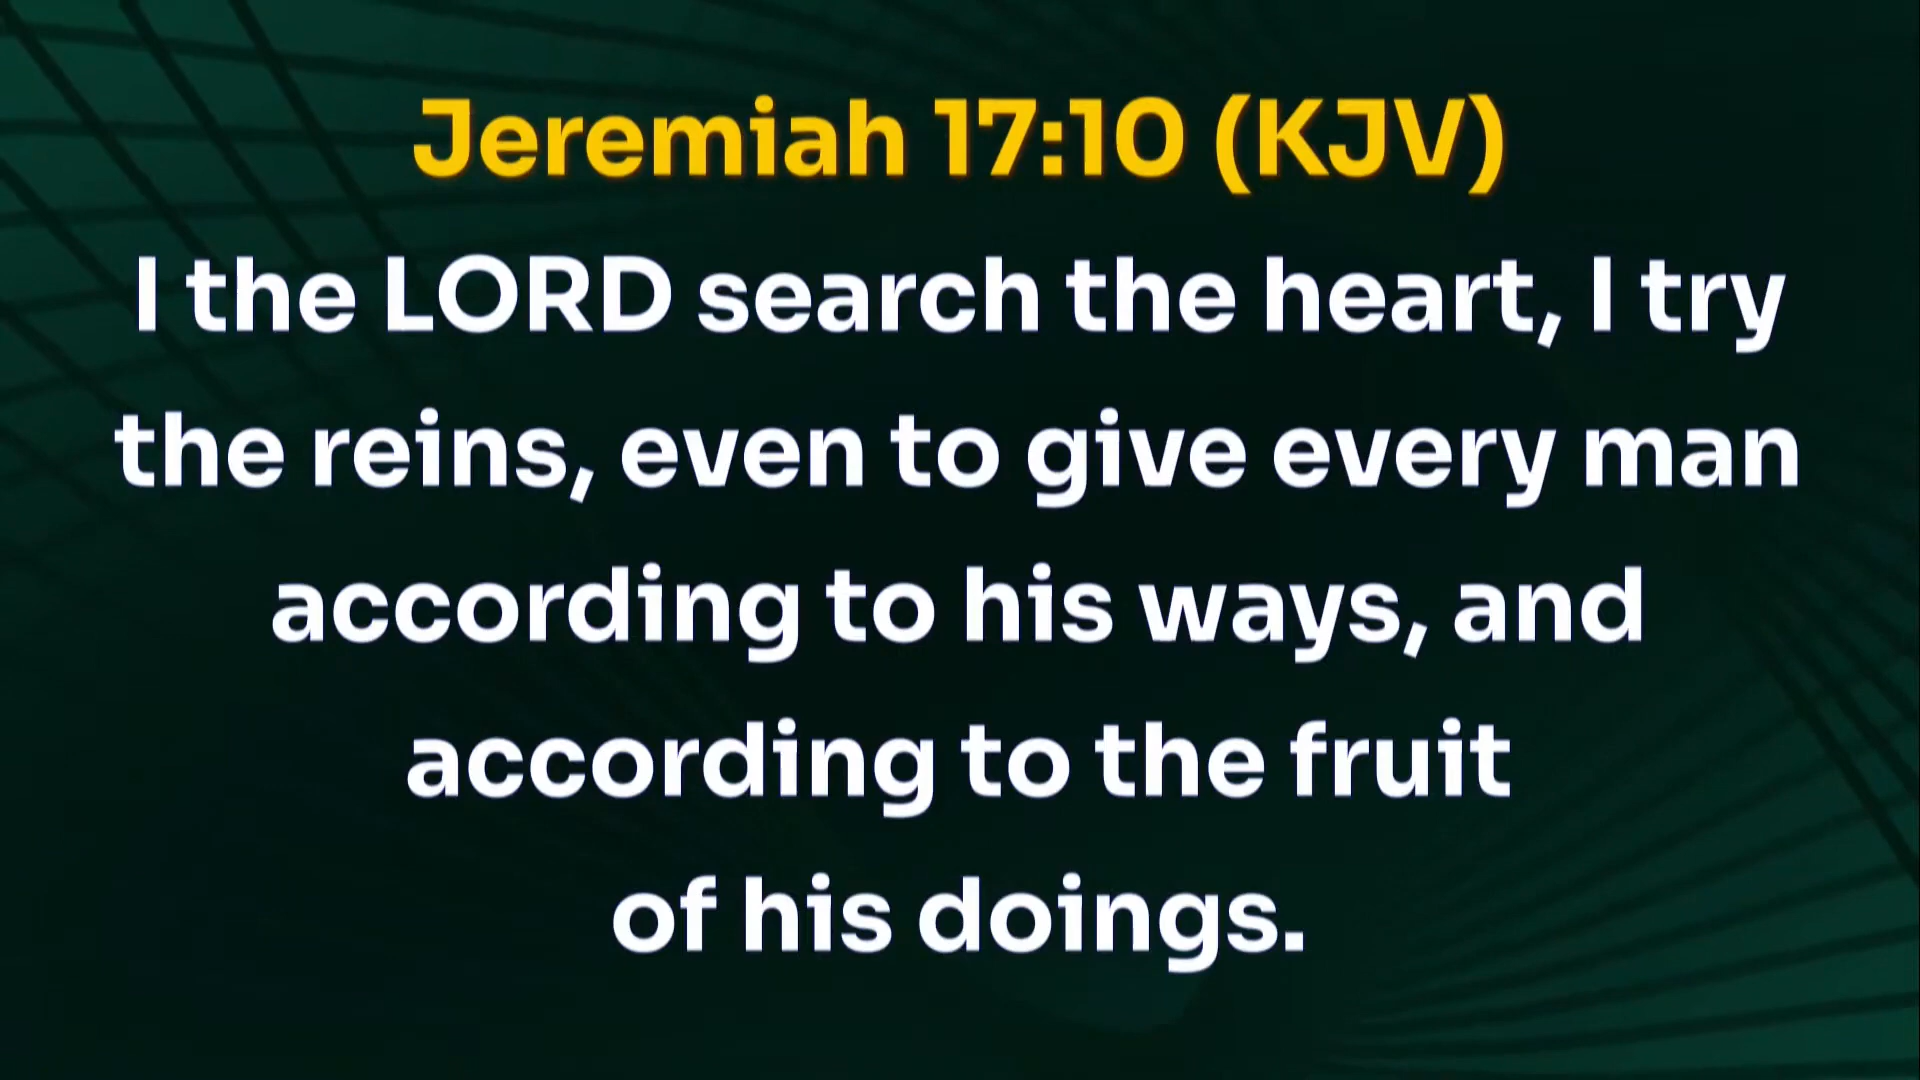 Jeremiah 17:10 (KJV)
I the LORD search the heart, I try
the reins, even to give every man
according to his ways, and
according to the fruit
of his doings.